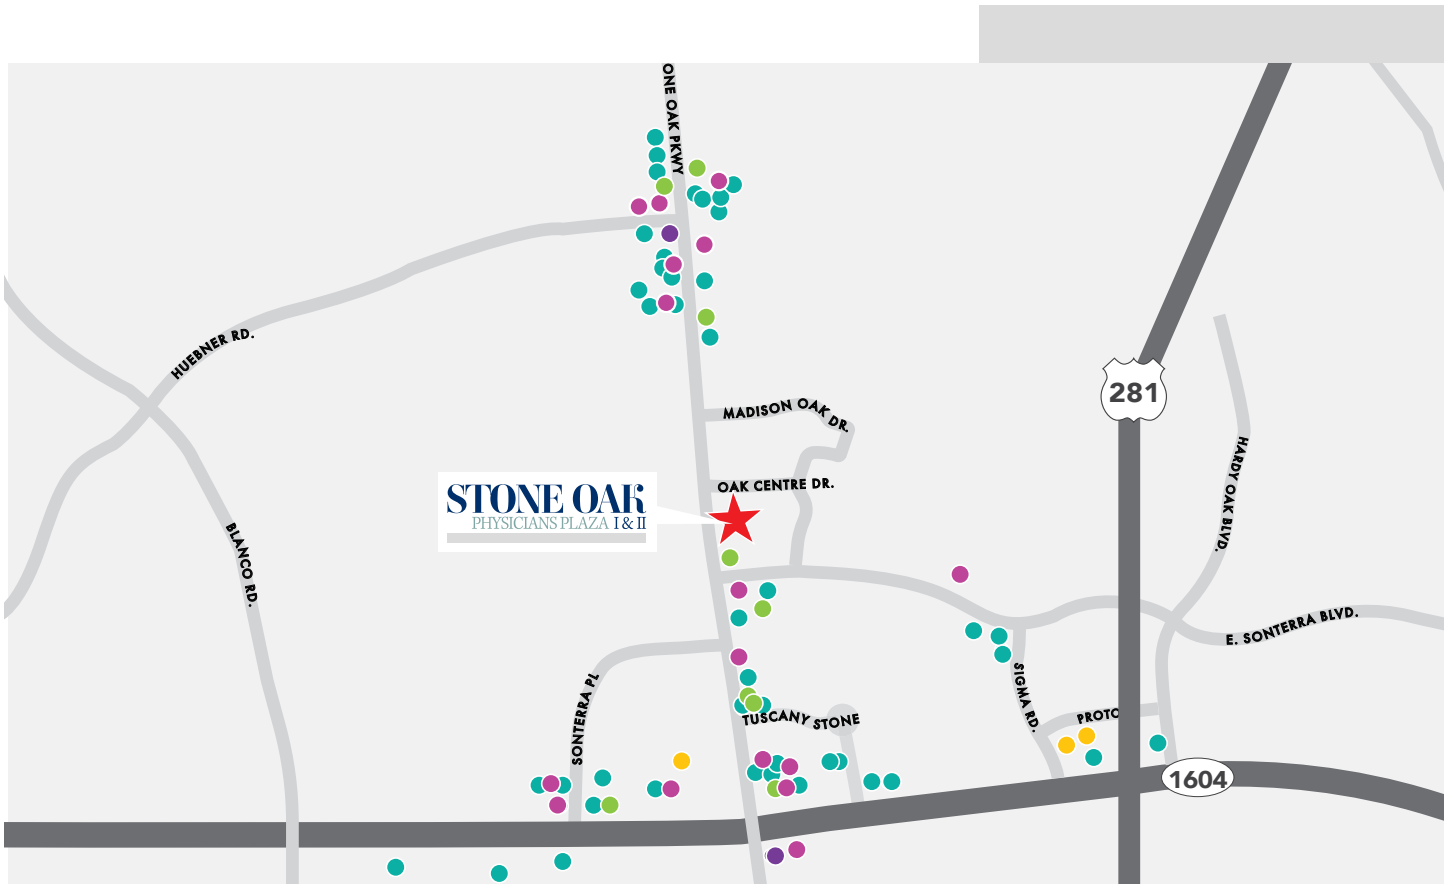 ONE OAK PKWY
HUEBNER RD.
281
MADISON OAK DR.
HARDY OAK BLVD.
OAK CENTRE DR.
STONE OAK
PHYSICIANS PLAZA I & II
BLANCO RD.
E. SONTERRA BLVD.
SIGMA RD.
SONTERRA PL
TUSCANY STONE
PROTO
1604